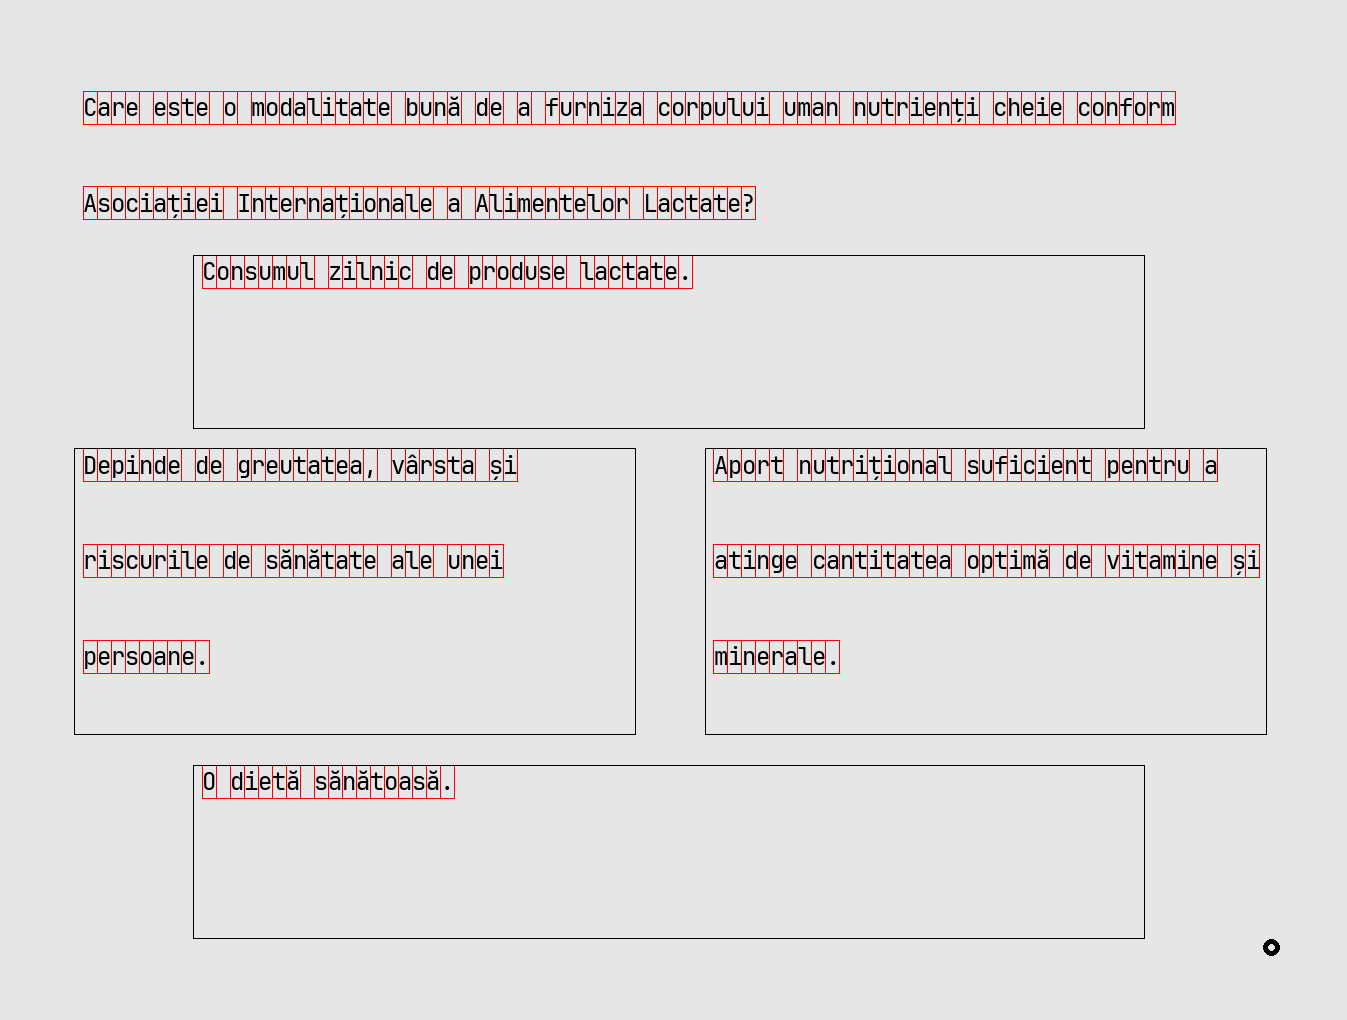 Care este o modalitate bună de a furniza corpului uman nutrienți cheie conform
Asociației Internaționale a Alimentelor Lactate?
Consumul zilnic de produse lactate.
Depinde de greutatea, vârsta și
riscurile de sănătate ale unei
persoane.
Aport nutrițional suficient pentru a
atinge cantitatea optimă de vitamine și
minerale.
O dietă sănătoasă.